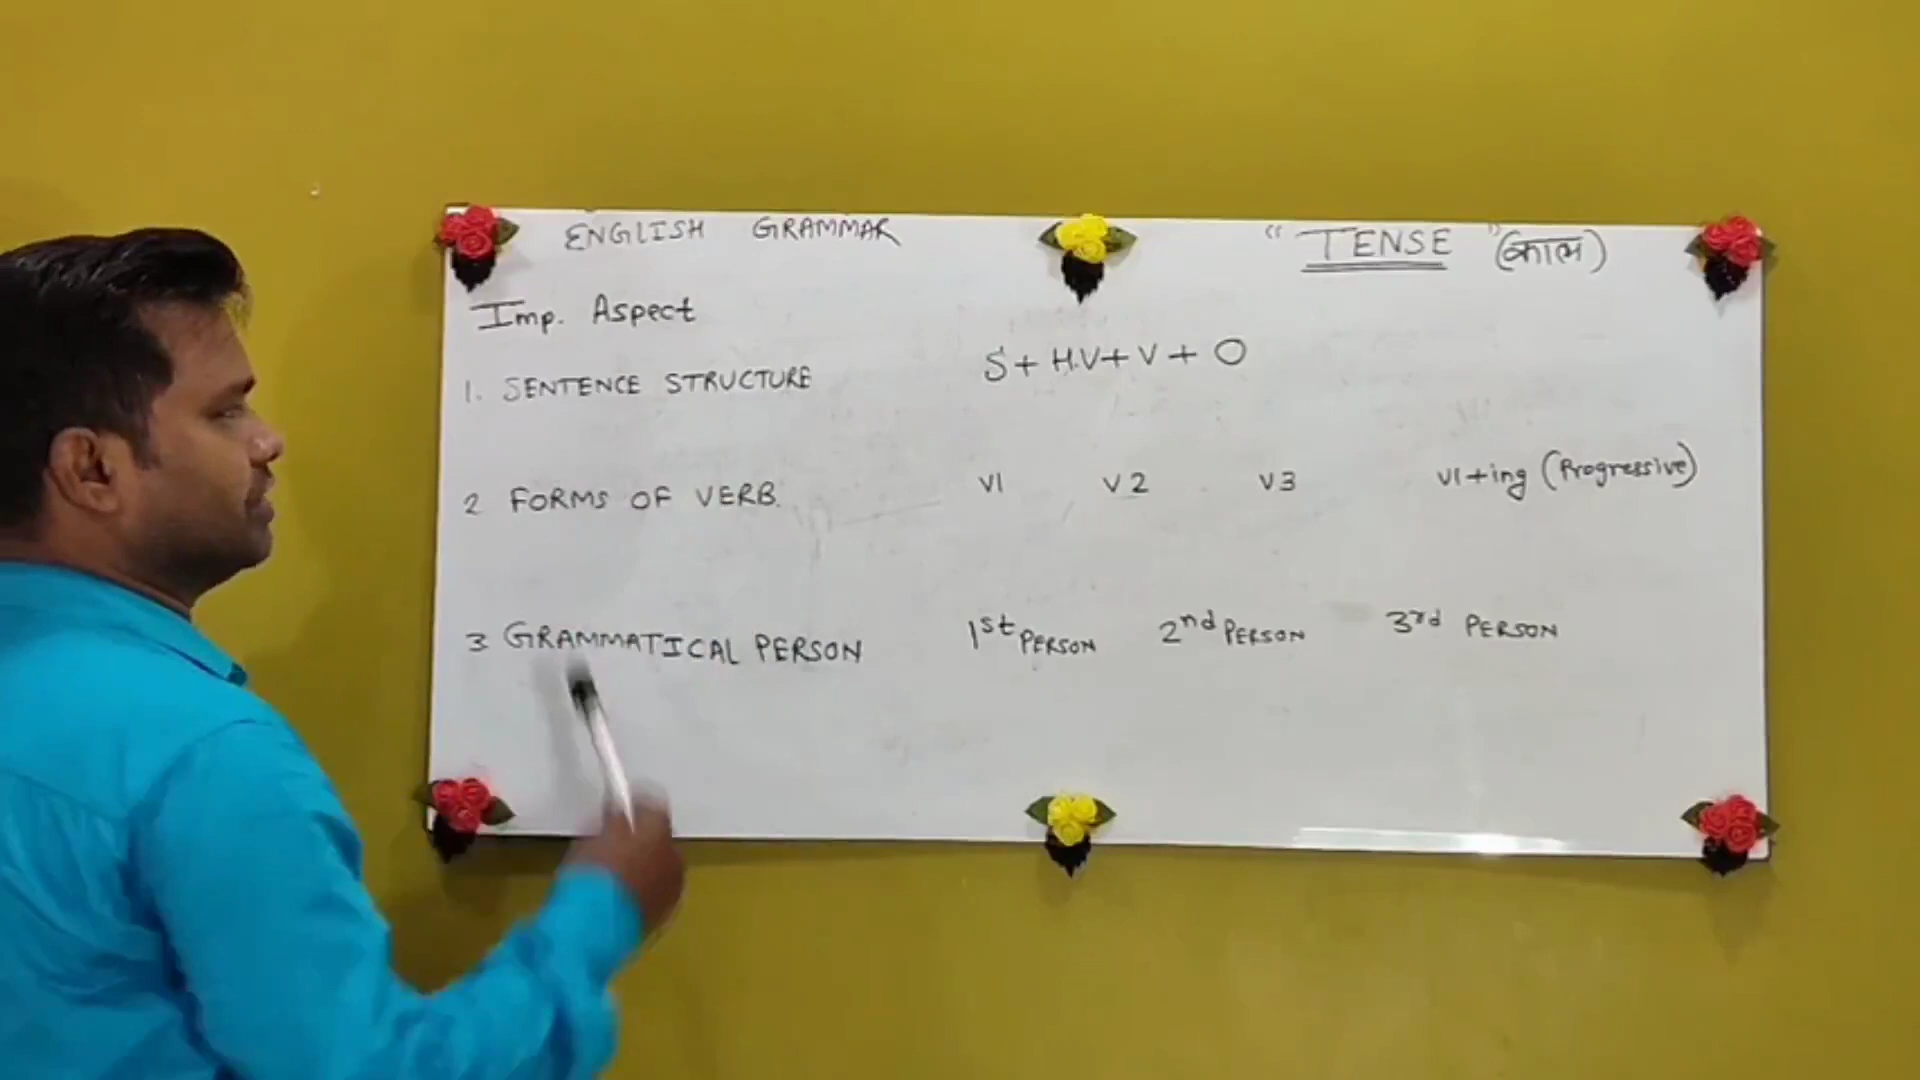 ENGLISH GRAMMAR "TENSE" (काल)
Imp. Aspect
1. SENTENCE STRUCTURE S + H.V + V + O
2 FORMS OF VERB. V1 V2 V3 V1+ing (Progressive)
3 GRAMMATICAL PERSON 1st PERSON 2nd PERSON 3rd PERSON